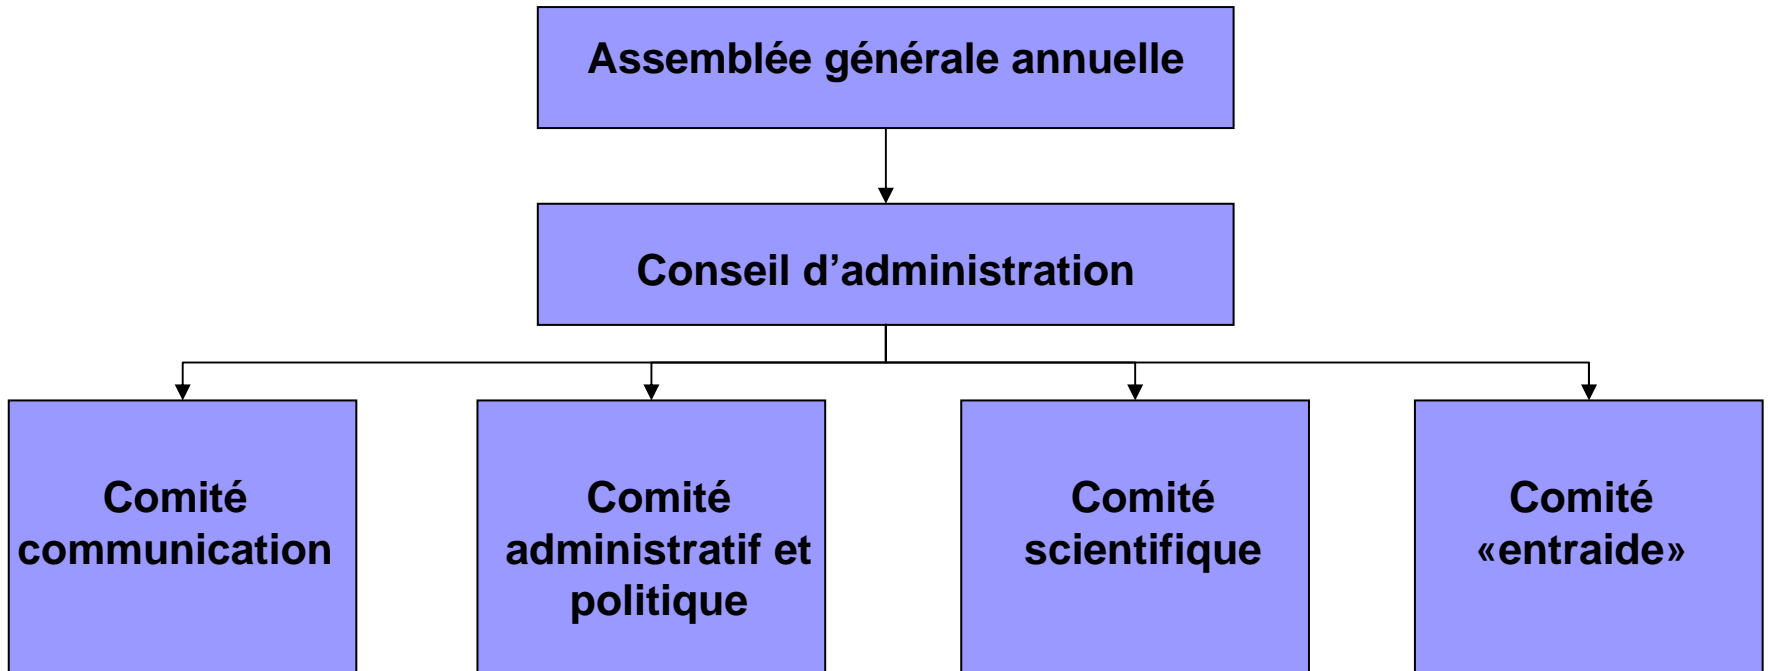 Assemblée générale annuelle
Conseil d’administration
Comité
communication
Comité
administratif et
politique
Comité
scientifique
Comité
«entraide»